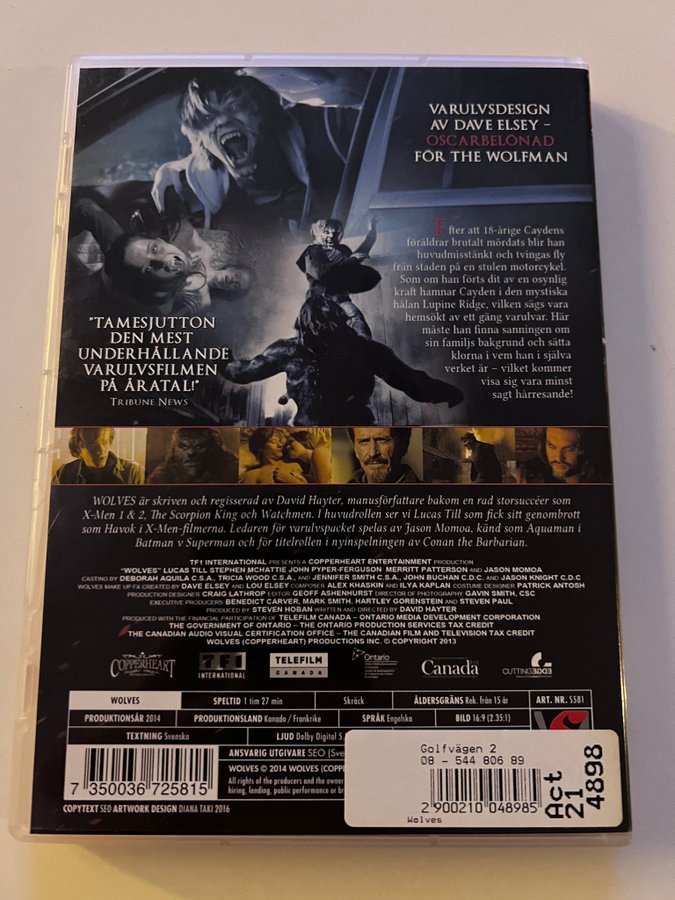 VARULVSDESIGN
AV DAVE ELSEY –
OSCARBELÖNAD
FÖR THE WOLFMAN
Efter att 18-årige Caydens
föräldrar brutalt mördats blir han
huvudmisstänkt och tvingas fly
från staden på en stulen motorcykel.
Som om han förts dit av en osynlig
kraft hamnar Cayden i den mystiska
hålan Lupine Ridge, vilken sägs vara
hemsökt av ett gäng varulvar. Här
måste han finna sanningen om
sin familjs bakgrund och sätta
klorna i vem han i själva
verket är – vilket kommer
visa sig vara minst
sagt hårresande!
"TAMESJUTTON
DEN MEST
UNDERHÅLLANDE
VARULVSFILMEN
PÅ ÅRATAL!"
TRIBUNE NEWS
WOLVES är skriven och regisserad av David Hayter, manusförfattare bakom en rad storsuccéer som
X-Men 1 & 2, The Scorpion King och Watchmen. I huvudrollen ser vi Lucas Till som fick sitt genombrott
som Havok i X-Men-filmerna. Ledaren för varulvspacket spelas av Jason Momoa, känd som Aquaman i
Batman v Superman och för titelrollen i nyinspelningen av Conan the Barbarian.
TF1 INTERNATIONAL PRESENTS A COPPERHEART ENTERTAINMENT PRODUCTION
"WOLVES" LUCAS TILL STEPHEN MCHATTIE JOHN PYPER-FERGUSON MERRITT PATTERSON AND JASON MOMOA
CASTING BY DEBORAH AQUILA C.S.A., TRICIA WOOD C.S.A., AND JENNIFER SMITH C.S.A., JOHN BUCHAN C.D.C. AND JASON KNIGHT C.D.C
WOLVES MAKE UP FX CREATED BY DAVE ELSEY AND LOU ELSEY COMPOSER ALEX KHASKIN AND ILYA KAPLAN COSTUME DESIGNER PATRICK ANTOSH
PRODUCTION DESIGNER CRAIG LATHROP EDITOR GEOFF ASHENHURST DIRECTOR OF PHOTOGRAPHY GAVIN SMITH, CSC
EXECUTIVE PRODUCERS BENEDICT CARVER, MARK SMITH, HARTLEY GORENSTEIN AND STEVEN PAUL
PRODUCED BY STEVEN HOBAN WRITTEN AND DIRECTED BY DAVID HAYTER
PRODUCED WITH THE FINANCIAL PARTICIPATION OF TELEFILM CANADA – ONTARIO MEDIA DEVELOPMENT CORPORATION
THE GOVERNMENT OF ONTARIO – THE ONTARIO PRODUCTION SERVICES TAX CREDIT
THE CANADIAN AUDIO VISUAL CERTIFICATION OFFICE – THE CANADIAN FILM AND TELEVISION TAX CREDIT
WOLVES (COPPERHEART) PRODUCTIONS INC. © COPYRIGHT 2013
COPPERHEART
TF1
INTERNATIONAL
TELEFILM
CANADA
Ontario
Canada
CUTTING
WOLVES SPELTID 1 tim 27 min Skräck ÅLDERSGRÄNS Rek. från 15 år ART. NR. 5581
PRODUKTIONSÅR 2014 PRODUKTIONSLAND Kanada / Frankrike SPRÅK Engelska BILD 16:9 (2.35:1)
TEXTNING Svenska LJUD Dolby Digital 5.
ANSVARIG UTGIVARE SEO (Sve
WOLVES © 2014 WOLVES (COPP
All rights of the producers and the owner
hiring, lending, public performance or br
7 350036 725815
COPYTEXT SEO ARTWORK DESIGN DIANA TAKI 2016
Golfvägen 2
08 - 544 806 89
2 900210 048985
Wolves
Act
21
4898